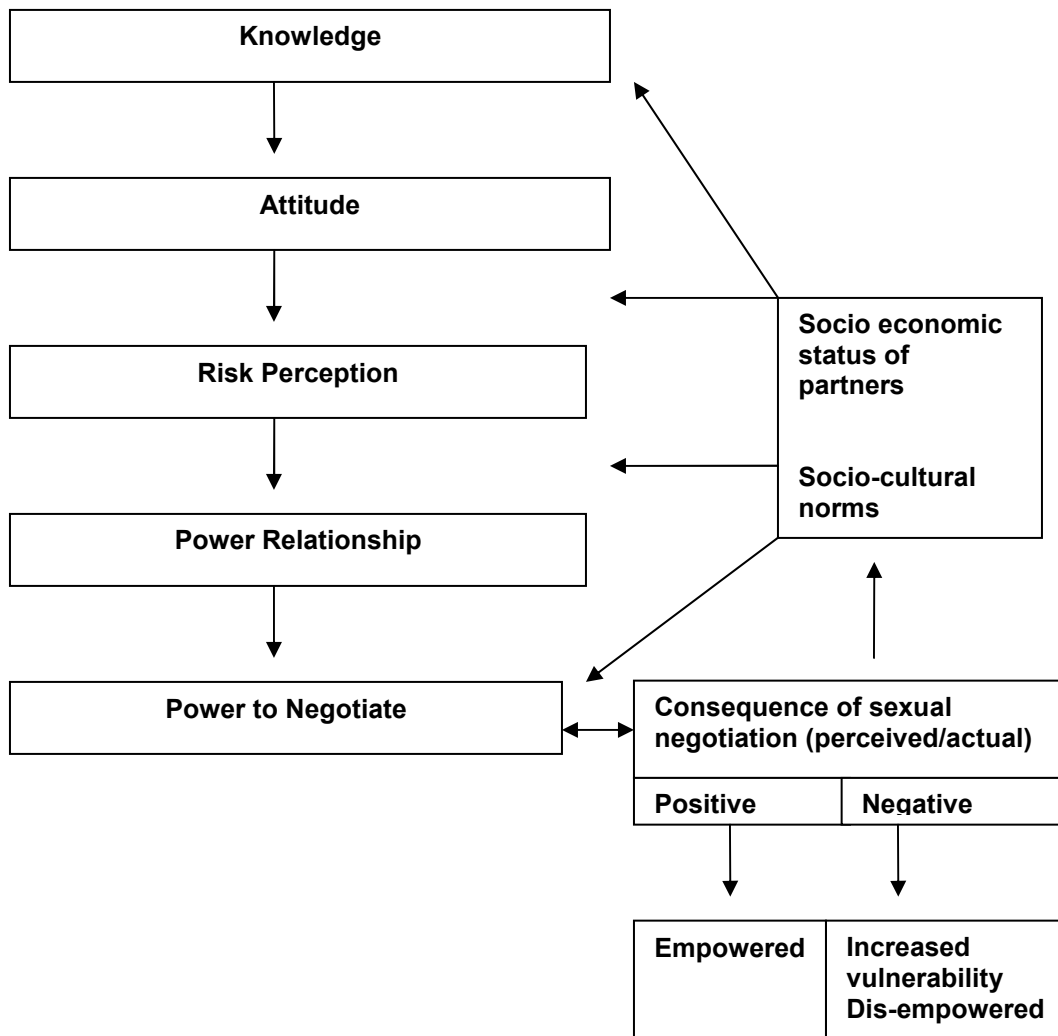 Knowledge
Attitude
Risk Perception
Power Relationship
Power to Negotiate
Socio economic
status of
partners
Socio-cultural
norms
Consequence of sexual
negotiation (perceived/actual)
Positive
Negative
Empowered
Increased
vulnerability
Dis-empowered